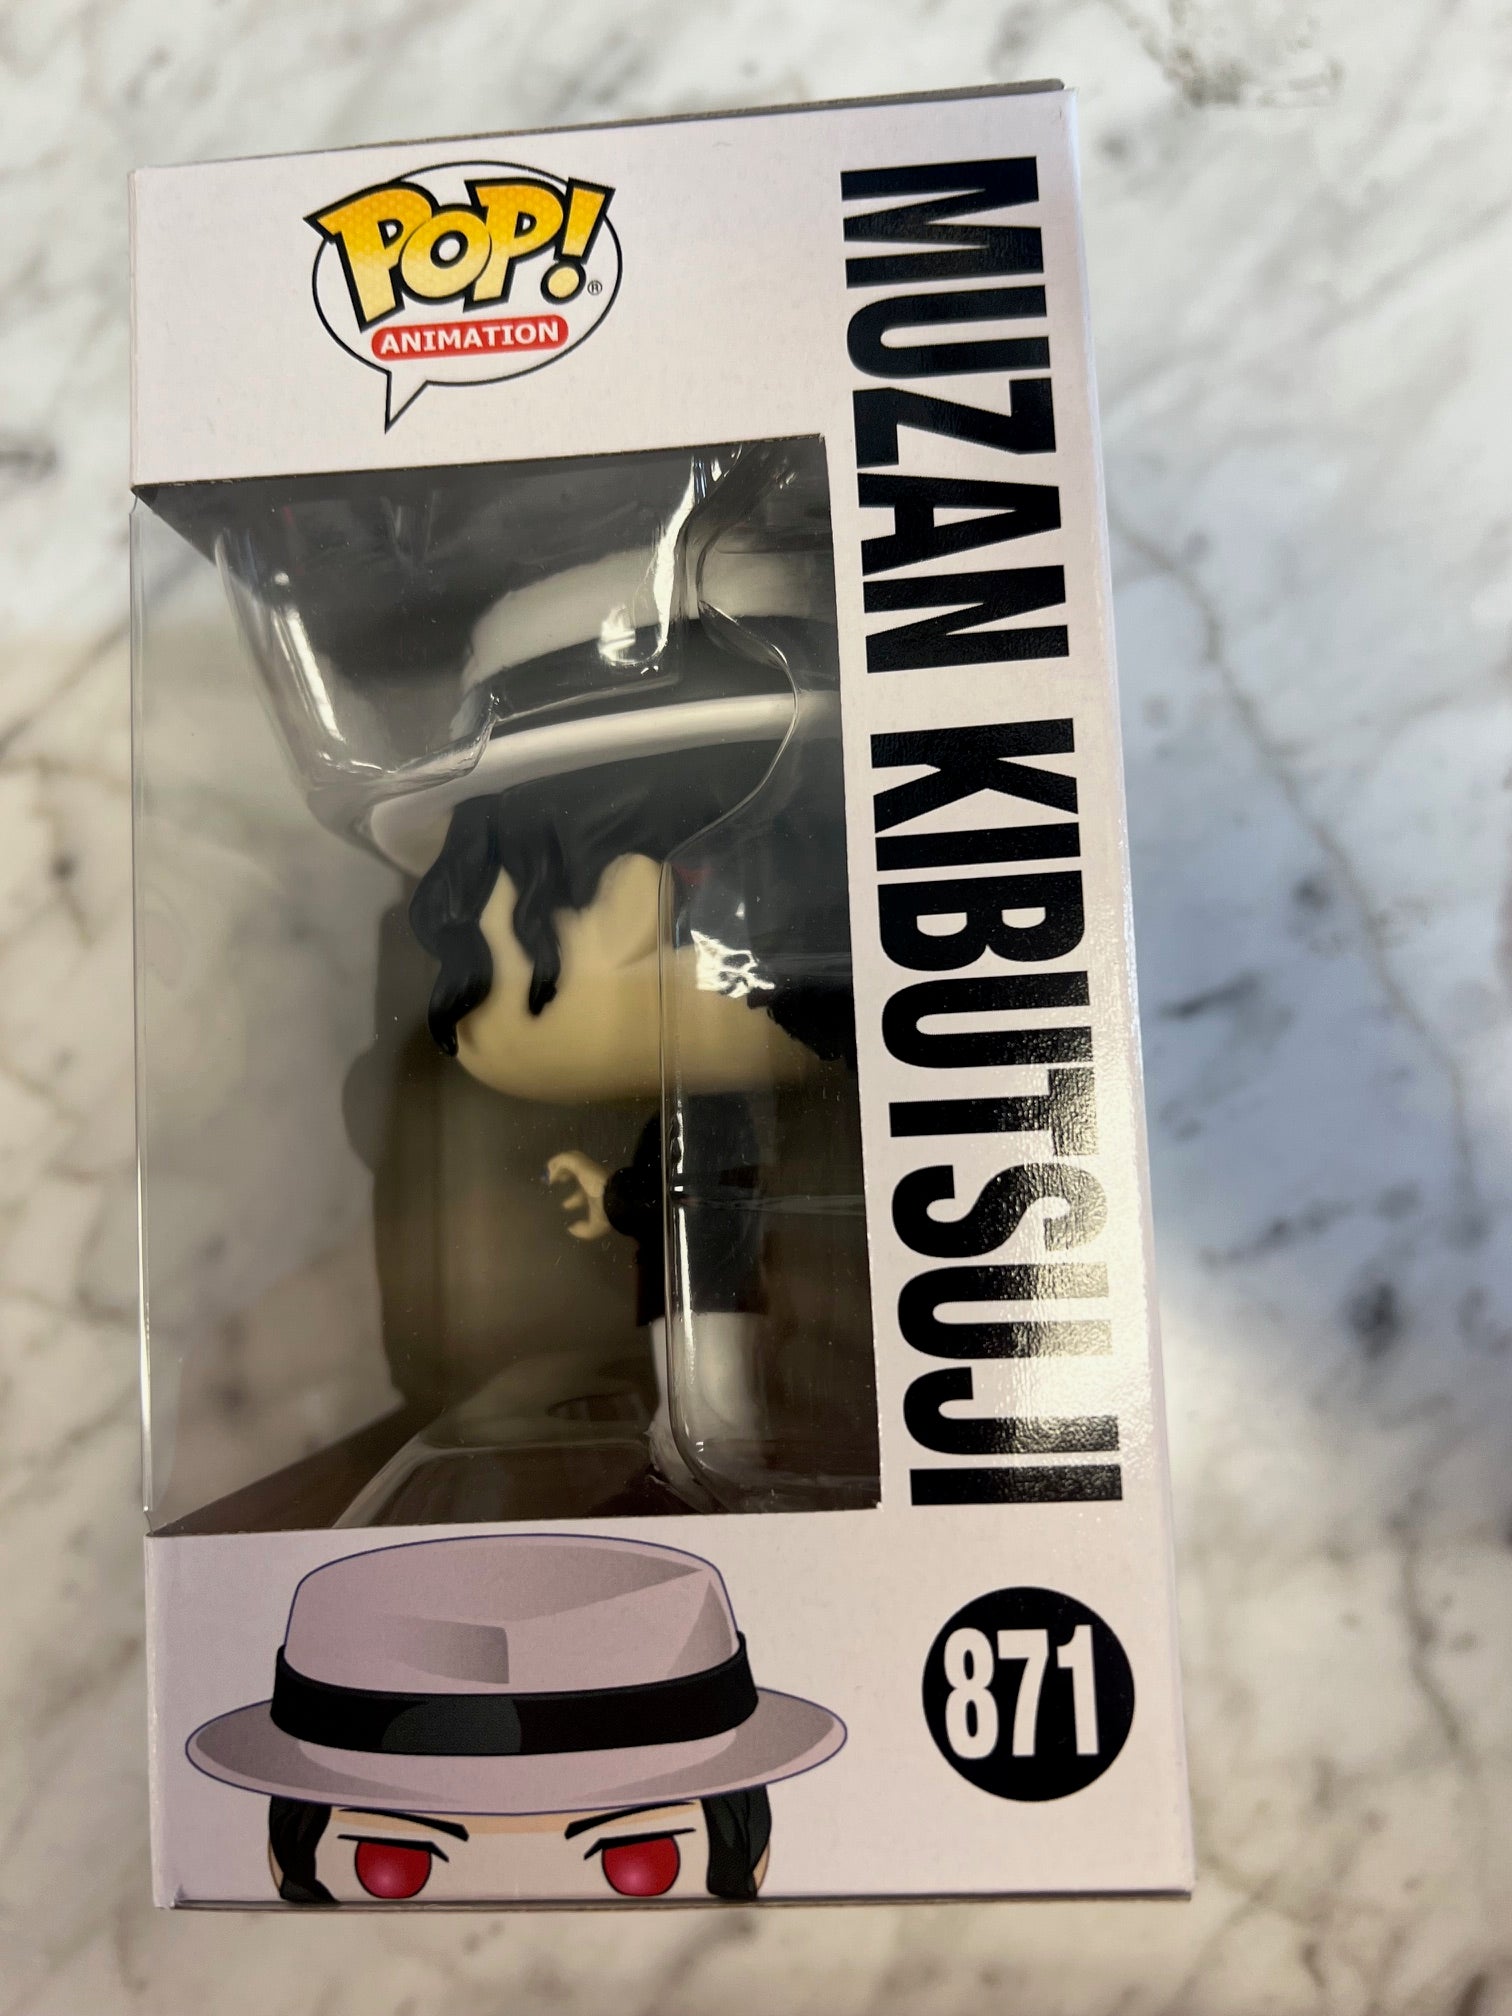 POP!®
ANIMATION
MUZAN KIBUTSUJI
871